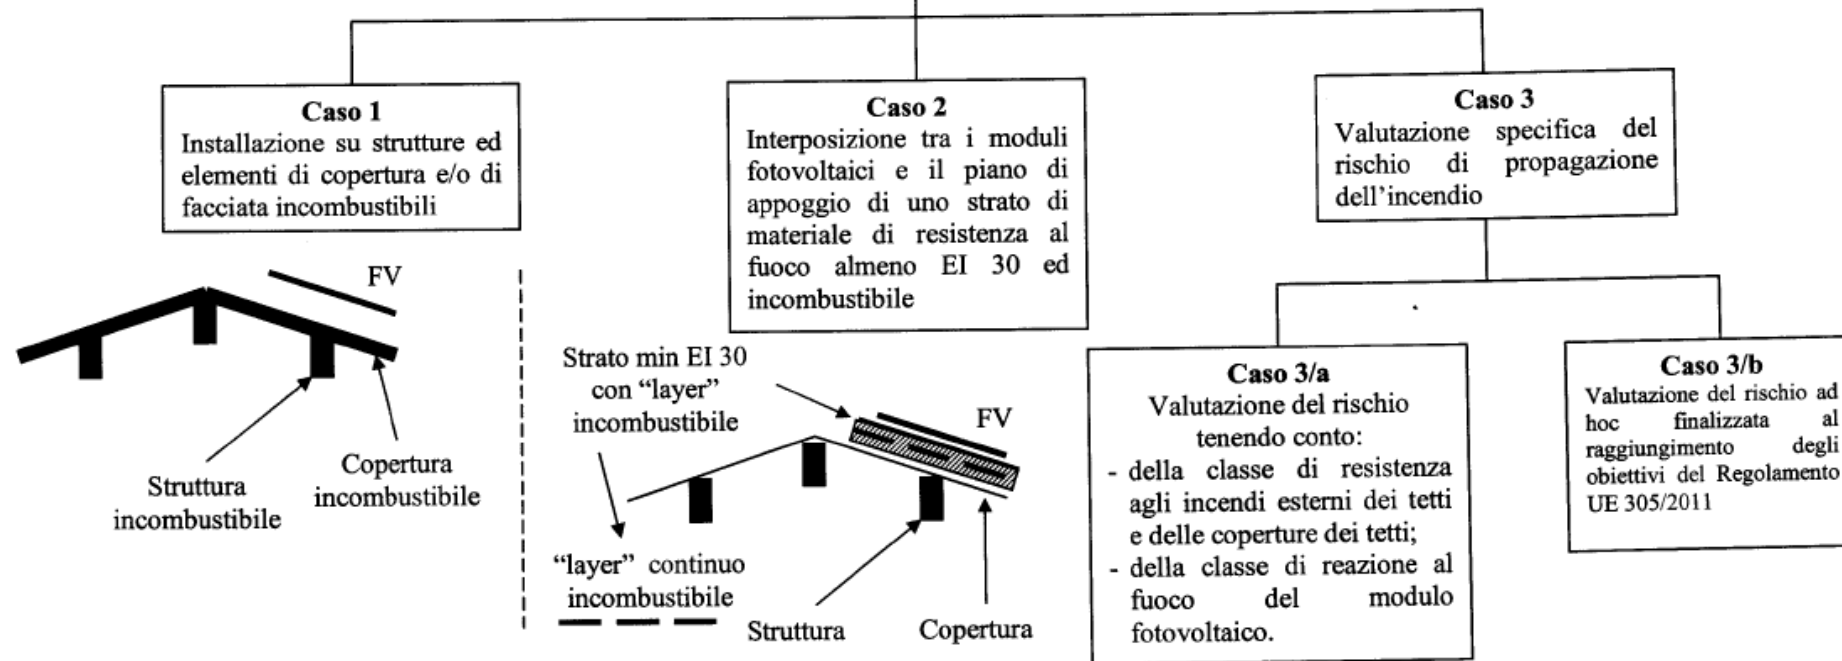 Caso 1
Installazione su strutture ed
elementi di copertura e/o di
facciata incombustibili
FV
Struttura
incombustibile
Copertura
incombustibile
Caso 2
Interposizione tra i moduli
fotovoltaici e il piano di
appoggio di uno strato di
materiale di resistenza al
fuoco almeno EI 30 ed
incombustibile
Strato min EI 30
con “layer”
incombustibile
FV
“layer” continuo
incombustibile
Struttura
Copertura
Caso 3
Valutazione specifica del
rischio di propagazione
dell’incendio
Caso 3/a
Valutazione del rischio
tenendo conto:
- della classe di resistenza
agli incendi esterni dei tetti
e delle coperture dei tetti;
- della classe di reazione al
fuoco del modulo
fotovoltaico.
Caso 3/b
Valutazione del rischio ad
hoc finalizzata al
raggiungimento degli
obiettivi del Regolamento
UE 305/2011